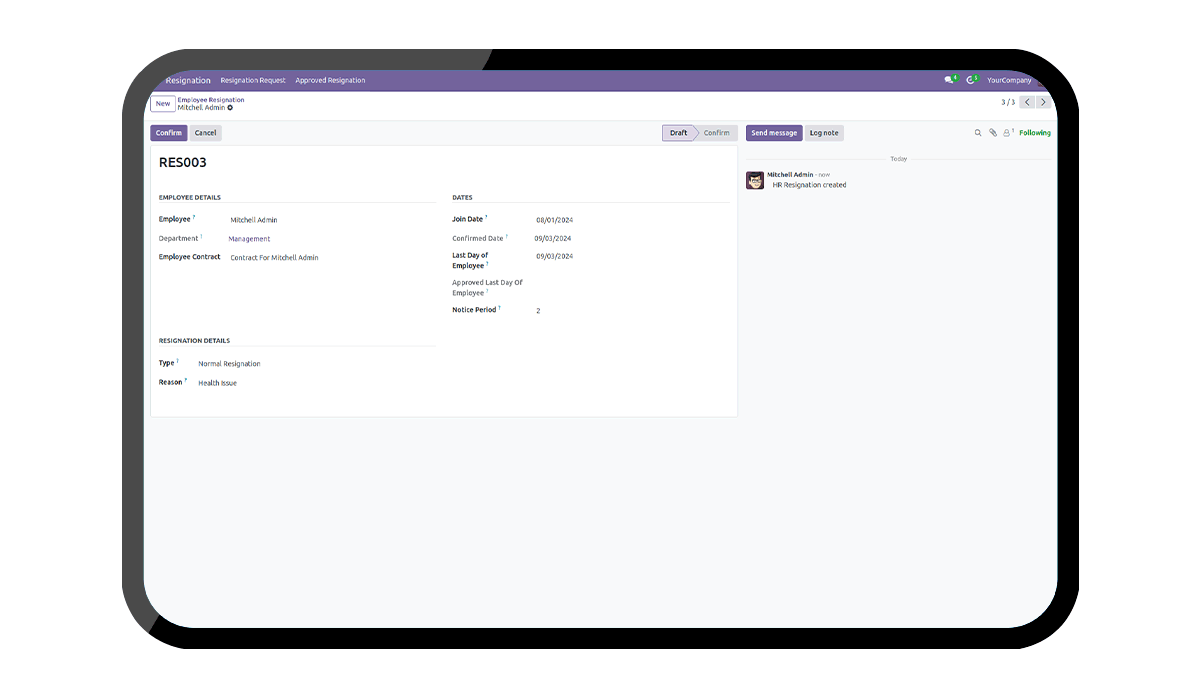 Resignation Resignation Request Approved Resignation 4 5 YourCompany
New Employee Resignation
Mitchell Admin
3 / 3
Confirm Cancel Draft Confirm Send message Log note 1 Following
RES003
Today
Mitchell Admin - now
HR Resignation created
EMPLOYEE DETAILS
Employee ? Mitchell Admin
Department ? Management
Employee Contract Contract For Mitchell Admin
DATES
Join Date ? 08/01/2024
Confirmed Date ? 09/03/2024
Last Day of 09/03/2024
Employee ?
Approved Last Day Of
Employee ?
Notice Period ? 2
RESIGNATION DETAILS
Type ? Normal Resignation
Reason ? Health Issue